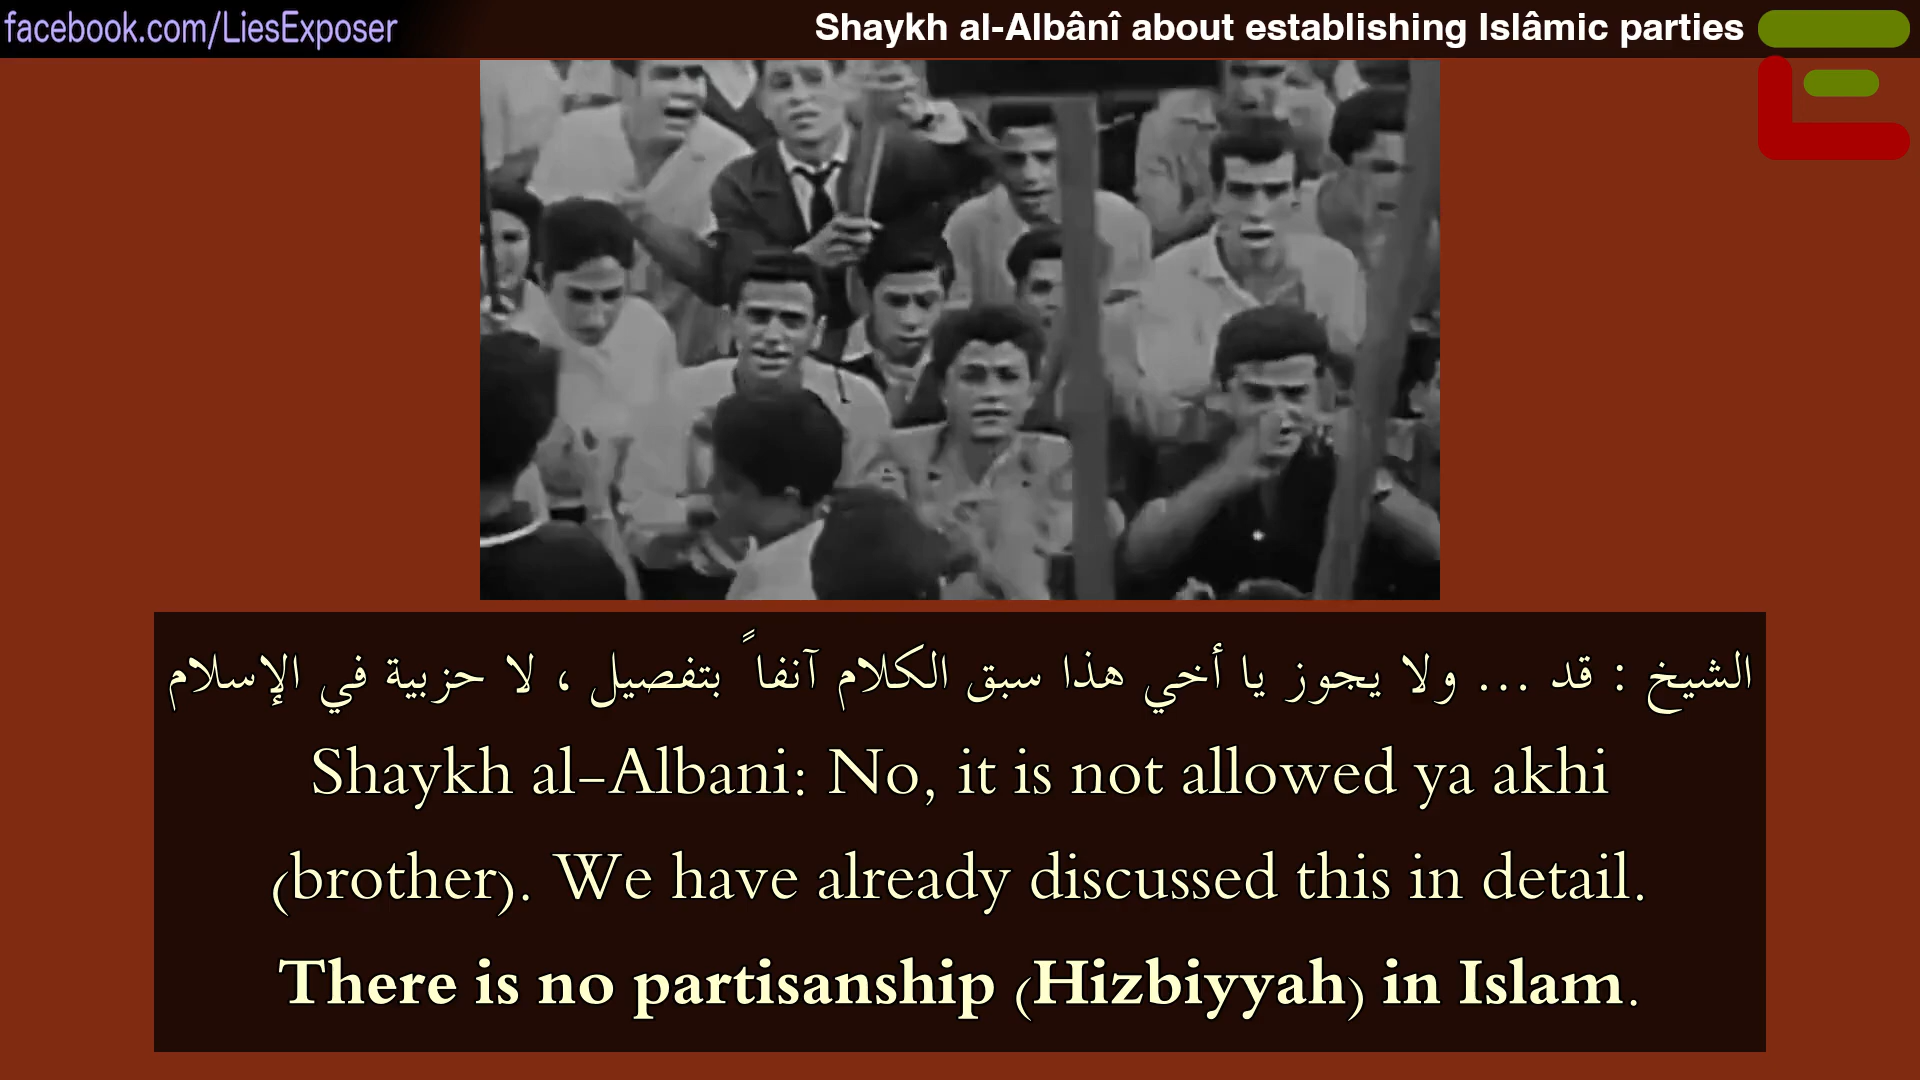 facebook.com/LiesExposer
Shaykh al-Albânî about establishing Islâmic parties
الشيخ : قد ... ولا يجوز يا أخي هذا سبق الكلام آنفا ً بتفصيل ، لا حزبية في الإسلام
Shaykh al-Albani: No, it is not allowed ya akhi
(brother). We have already discussed this in detail.
There is no partisanship (Hizbiyyah) in Islam.